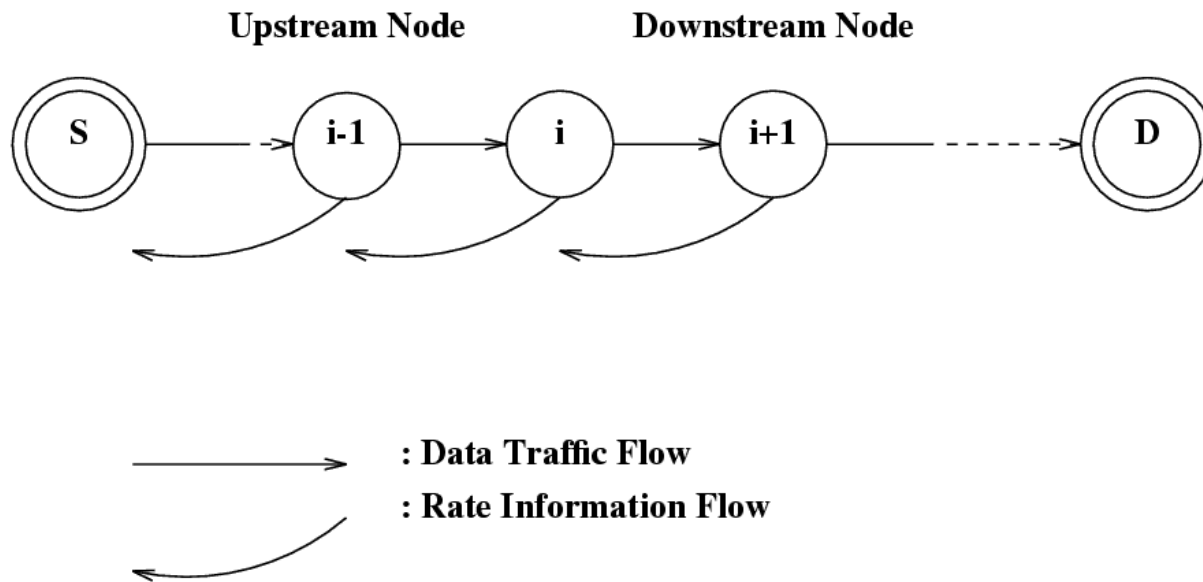 Upstream Node Downstream Node
S i-1 i i+1 D
: Data Traffic Flow
: Rate Information Flow